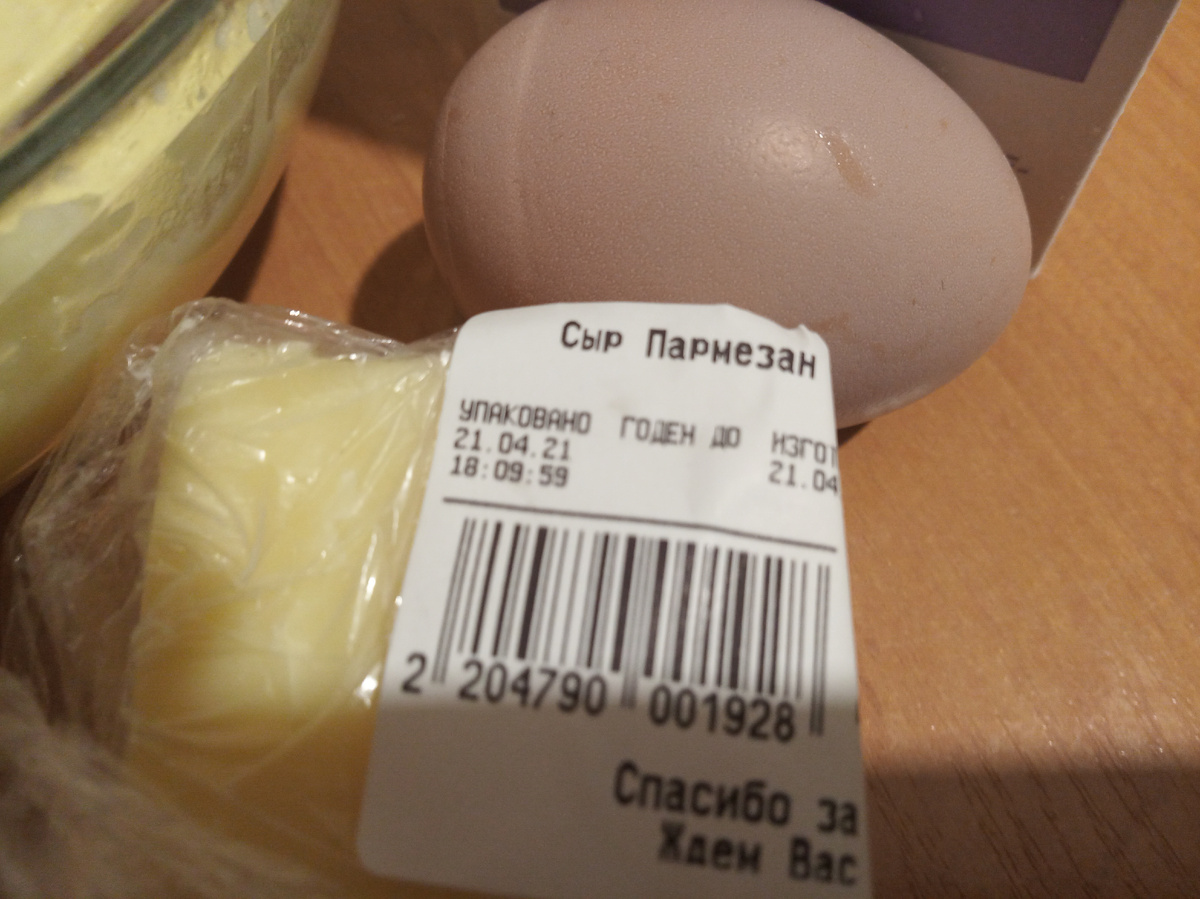 Сыр Пармезан
УПАКОВАНО ГОДЕН ДО ИЗГОТ
21.04.21 21.04
18:09:59
2 204790 001928
Спасибо за
Ждем Вас